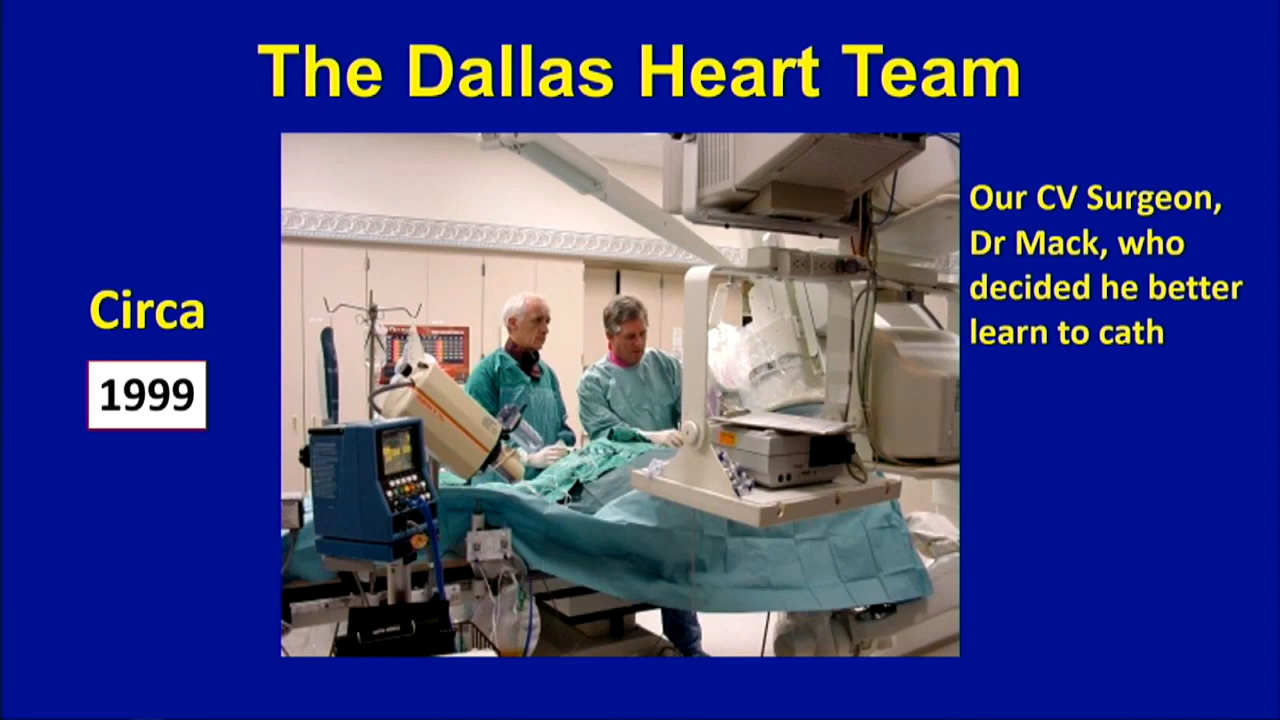 The Dallas Heart Team
Our CV Surgeon,
Dr Mack, who
decided he better
learn to cath
Circa
1999